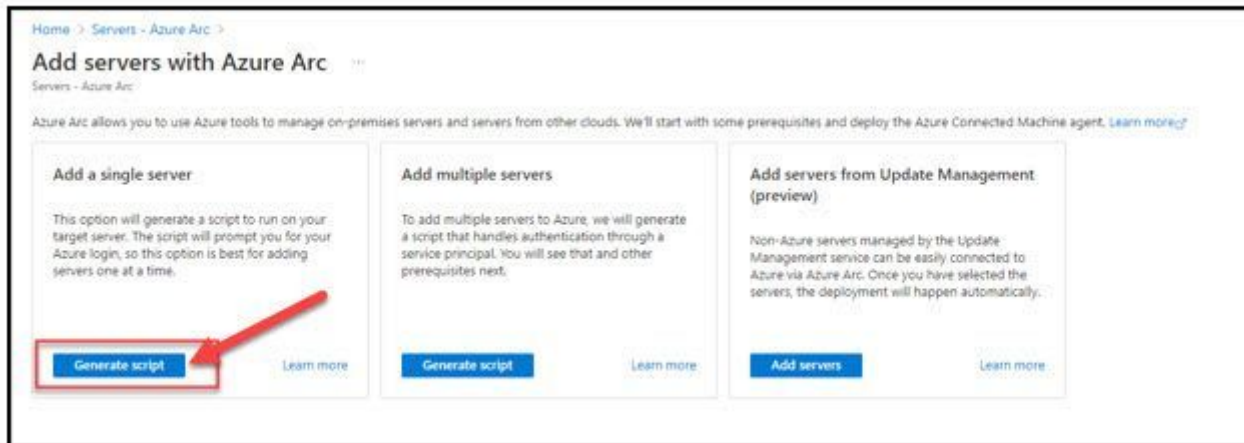 Home > Servers - Azure Arc >
Add servers with Azure Arc ...
Servers - Azure Arc
Azure Arc allows you to use Azure tools to manage on-premises servers and servers from other clouds. We'll start with some prerequisites and deploy the Azure Connected Machine agent. Learn more
Add a single server
This option will generate a script to run on your
target server. The script will prompt you for your
Azure login, so this option is best for adding
servers one at a time.
Generate script
Learn more
Add multiple servers
To add multiple servers to Azure, we will generate
a script that handles authentication through a
service principal. You will see that and other
prerequisites next.
Generate script
Learn more
Add servers from Update Management
(preview)
Non-Azure servers managed by the Update
Management service can be easily connected to
Azure via Azure Arc. Once you have selected the
servers, the deployment will happen automatically.
Add servers
Learn more